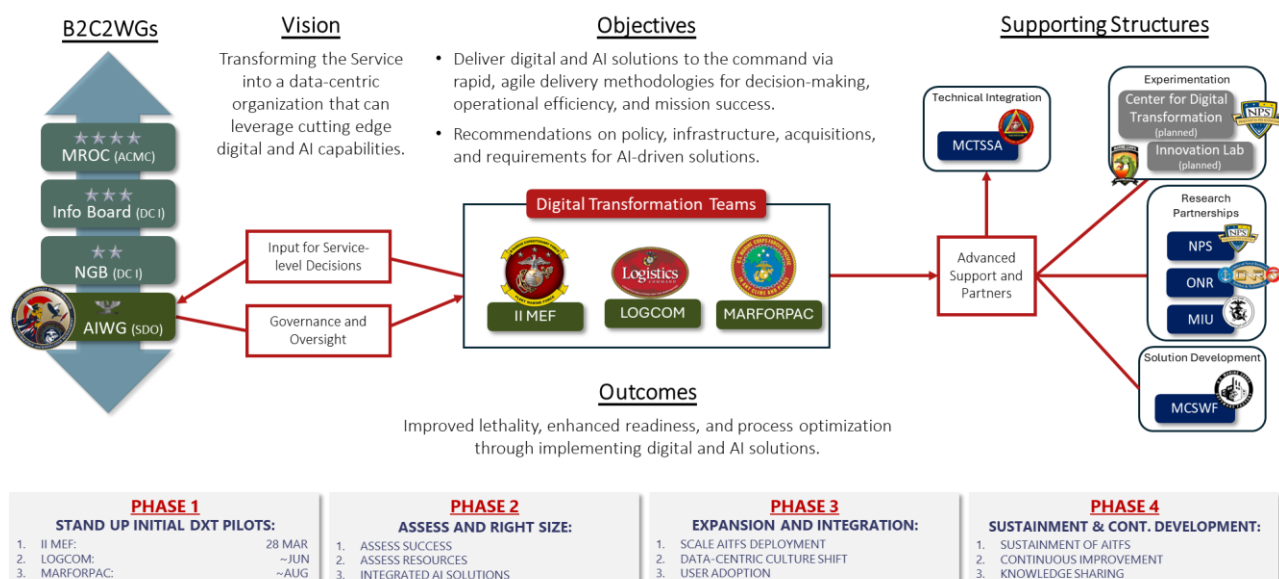 B2C2WGs
MROC (ACMC)
Info Board (DC I)
NGB (DC I)
AIWG (SDO)
Vision
Transforming the Service
into a data-centric
organization that can
leverage cutting edge
digital and AI capabilities.
Objectives
• Deliver digital and AI solutions to the command via
rapid, agile delivery methodologies for decision-making,
operational efficiency, and mission success.
• Recommendations on policy, infrastructure, acquisitions,
and requirements for AI-driven solutions.
Input for Service-
level Decisions
Governance and
Oversight
Digital Transformation Teams
Logistics
COMMAND
II MEF
LOGCOM
MARFORPAC
Advanced
Support and
Partners
Supporting Structures
Technical Integration
MCTSSA
Experimentation
Center for Digital
Transformation
(planned)
NPS
Innovation Lab
(planned)
Research
Partnerships
NPS
NPS
ONR
MIU
Solution Development
MCSWF
Outcomes
Improved lethality, enhanced readiness, and process optimization
through implementing digital and AI solutions.
PHASE 1
STAND UP INITIAL DXT PILOTS:
1. II MEF: 28 MAR
2. LOGCOM: ~JUN
3. MARFORPAC: ~AUG
PHASE 2
ASSESS AND RIGHT SIZE:
1. ASSESS SUCCESS
2. ASSESS RESOURCES
3. INTEGRATED AI SOLUTIONS
PHASE 3
EXPANSION AND INTEGRATION:
1. SCALE AITFS DEPLOYMENT
2. DATA-CENTRIC CULTURE SHIFT
3. USER ADOPTION
PHASE 4
SUSTAINMENT & CONT. DEVELOPMENT:
1. SUSTAINMENT OF AITFS
2. CONTINUOUS IMPROVEMENT
3. KNOWLEDGE SHARING